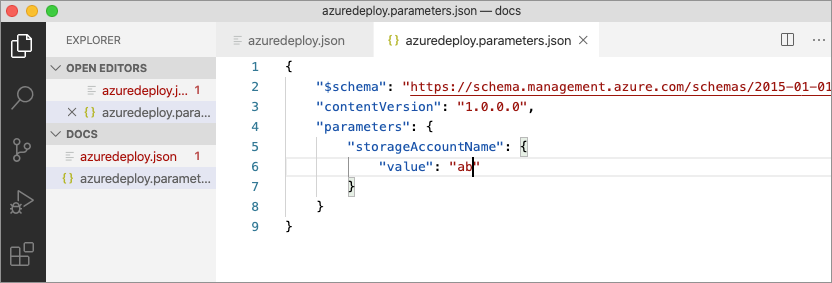 azuredeploy.parameters.json — docs
EXPLORER
OPEN EDITORS
azuredeploy.j... 1
{} azuredeploy.para...
DOCS
azuredeploy.json 1
{} azuredeploy.paramet...
azuredeploy.json
{} azuredeploy.parameters.json
1 {
2 "$schema": "https://schema.management.azure.com/schemas/2015-01-01
3 "contentVersion": "1.0.0.0",
4 "parameters": {
5 "storageAccountName": {
6 "value": "ab"
7 }
8 }
9 }